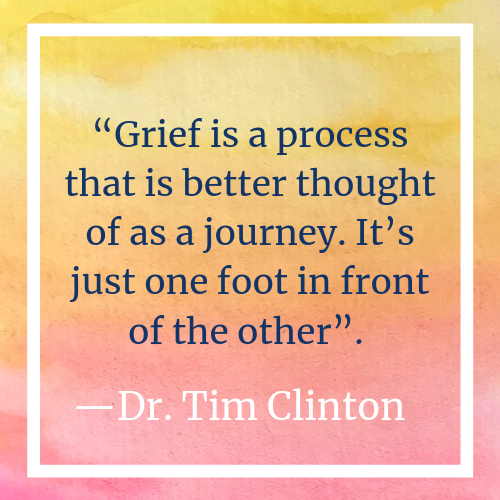 “Grief is a process
that is better thought
of as a journey. It’s
just one foot in front
of the other”.
—Dr. Tim Clinton